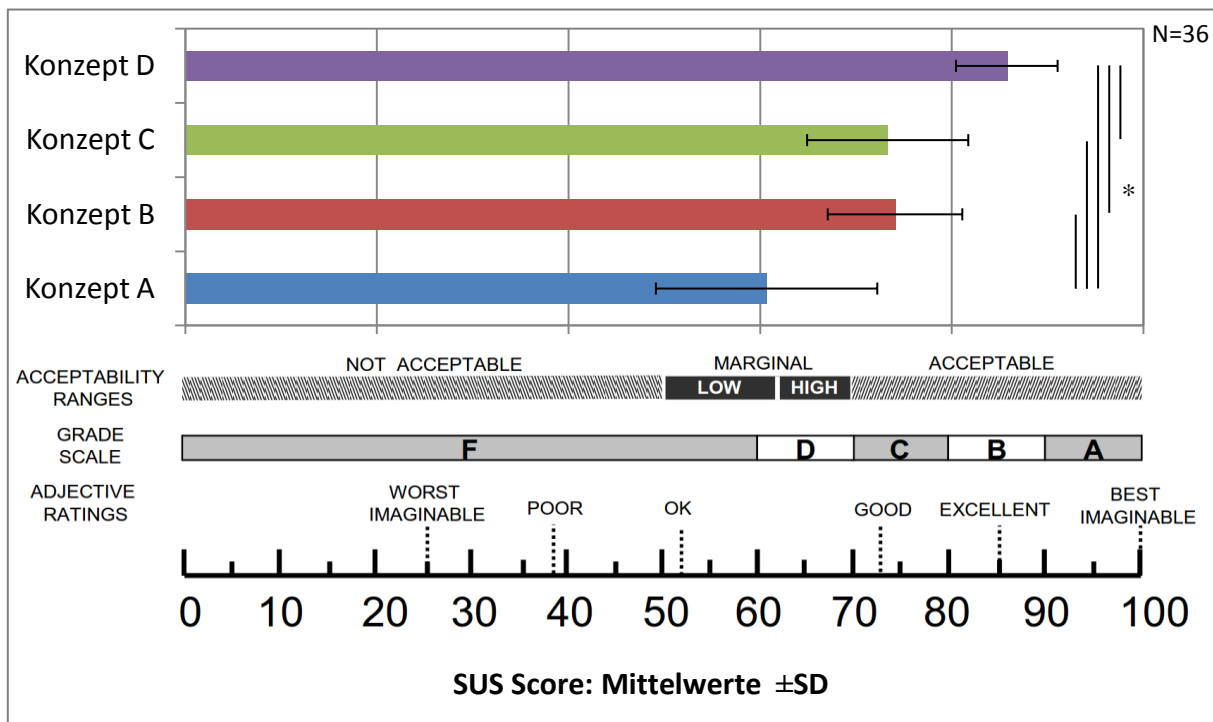 N=36
Konzept D
Konzept C
Konzept B
*
Konzept A
NOT ACCEPTABLE
MARGINAL
ACCEPTABLE
ACCEPTABILITY
RANGES
LOW
HIGH
GRADE
SCALE
F
D
C
B
A
ADJECTIVE
RATINGS
WORST
IMAGINABLE
POOR
OK
GOOD
EXCELLENT
BEST
IMAGINABLE
0 10 20 30 40 50 60 70 80 90 100
SUS Score: Mittelwerte ±SD